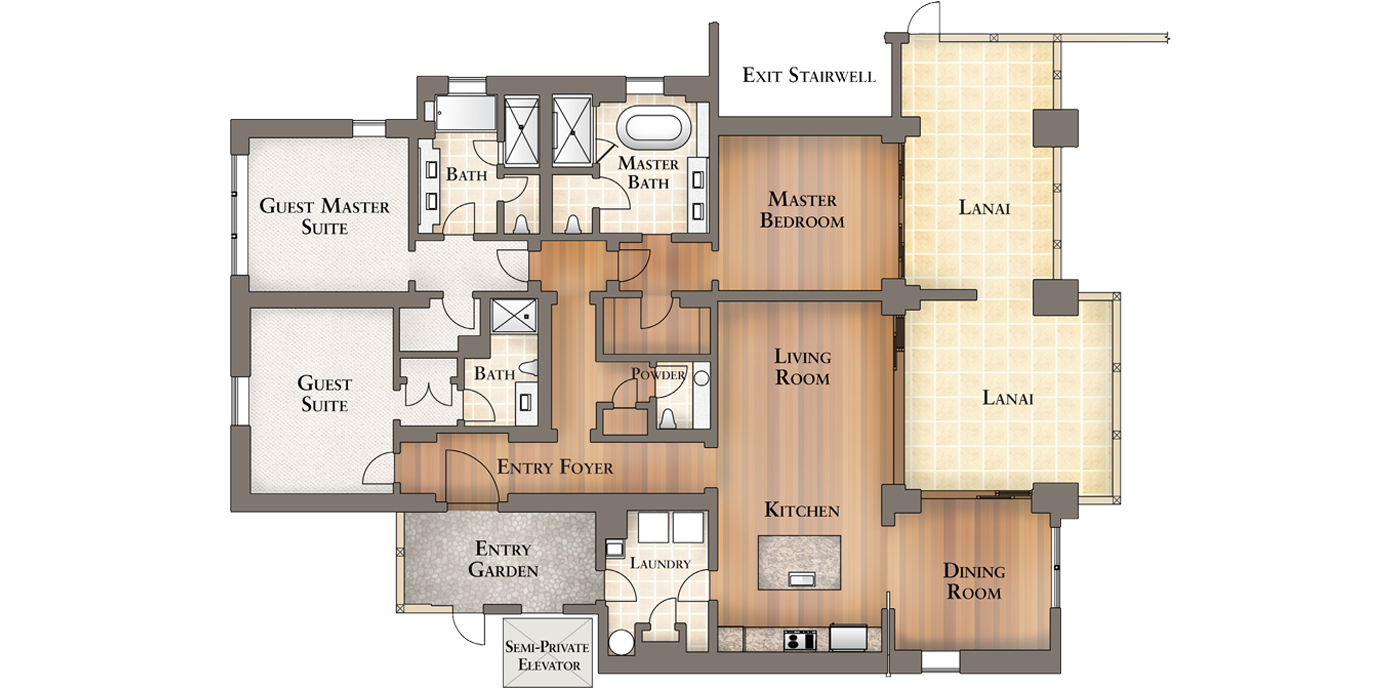 EXIT STAIRWELL
MASTER
BATH
BATH
GUEST MASTER
SUITE
MASTER
BEDROOM
LANAI
LIVING
ROOM
GUEST
SUITE
BATH
POWDER
LANAI
ENTRY FOYER
KITCHEN
ENTRY
GARDEN
LAUNDRY
DINING
ROOM
SEMI-PRIVATE
ELEVATOR